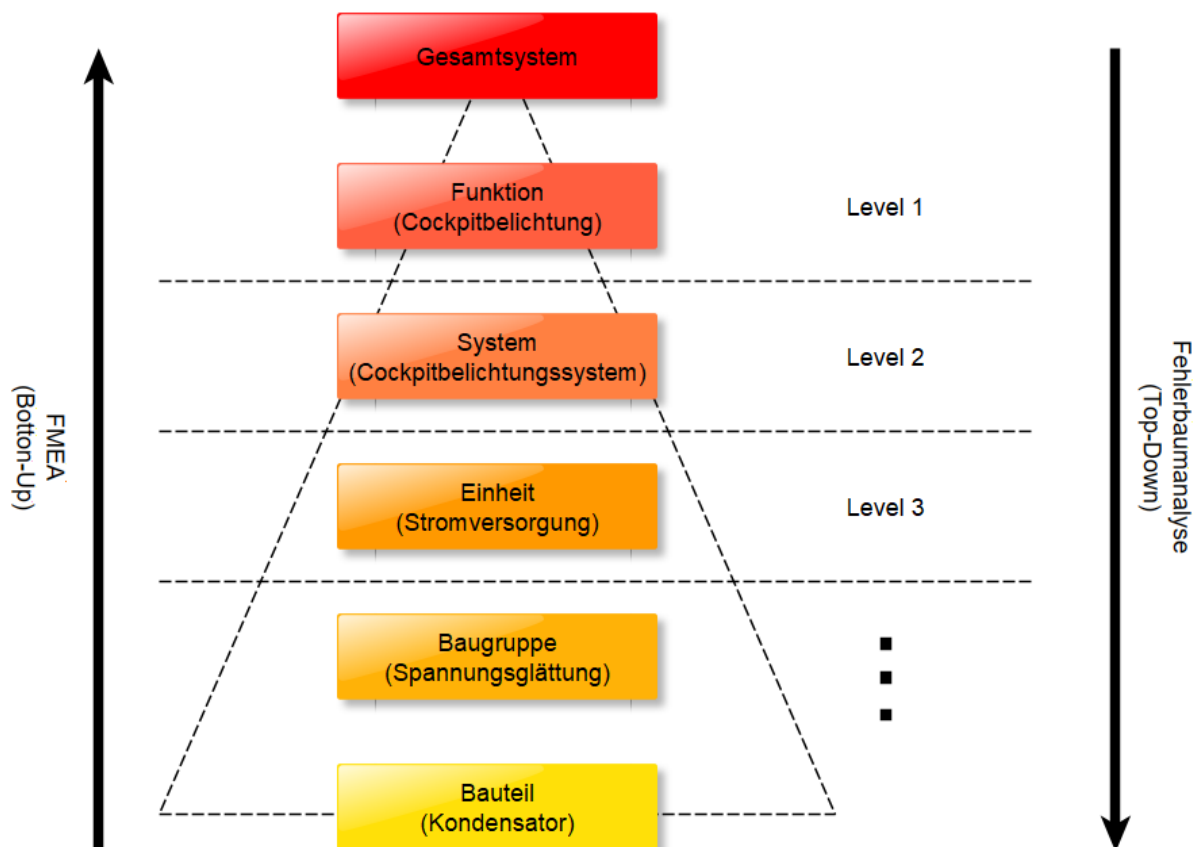 Gesamtsystem
Funktion
(Cockpitbelichtung)
Level 1
System
(Cockpitbelichtungssystem)
Level 2
Einheit
(Stromversorgung)
Level 3
Baugruppe
(Spannungsglättung)
Bauteil
(Kondensator)
FMEA
(Botton-Up)
Fehlerbaumanalyse
(Top-Down)